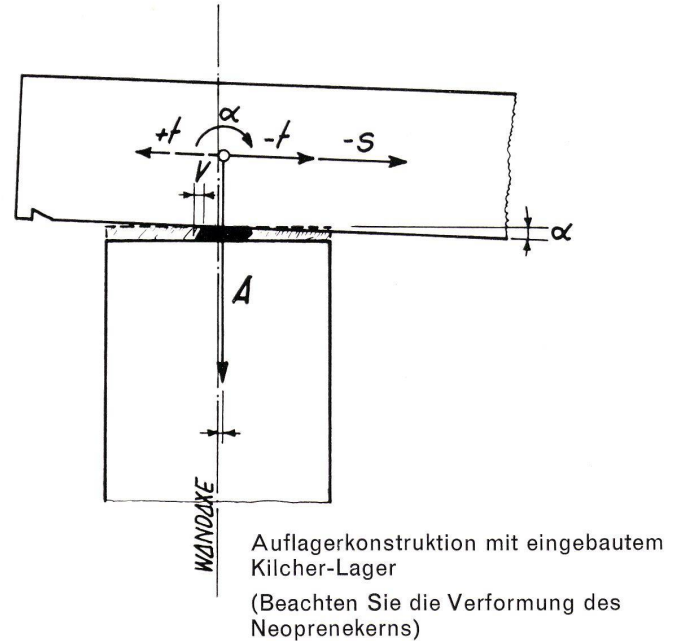 α
+t
-t
-s
V
α
A
WANDAXE
Auflagerkonstruktion mit eingebautem
Kilcher-Lager
(Beachten Sie die Verformung des
Neoprenekerns)